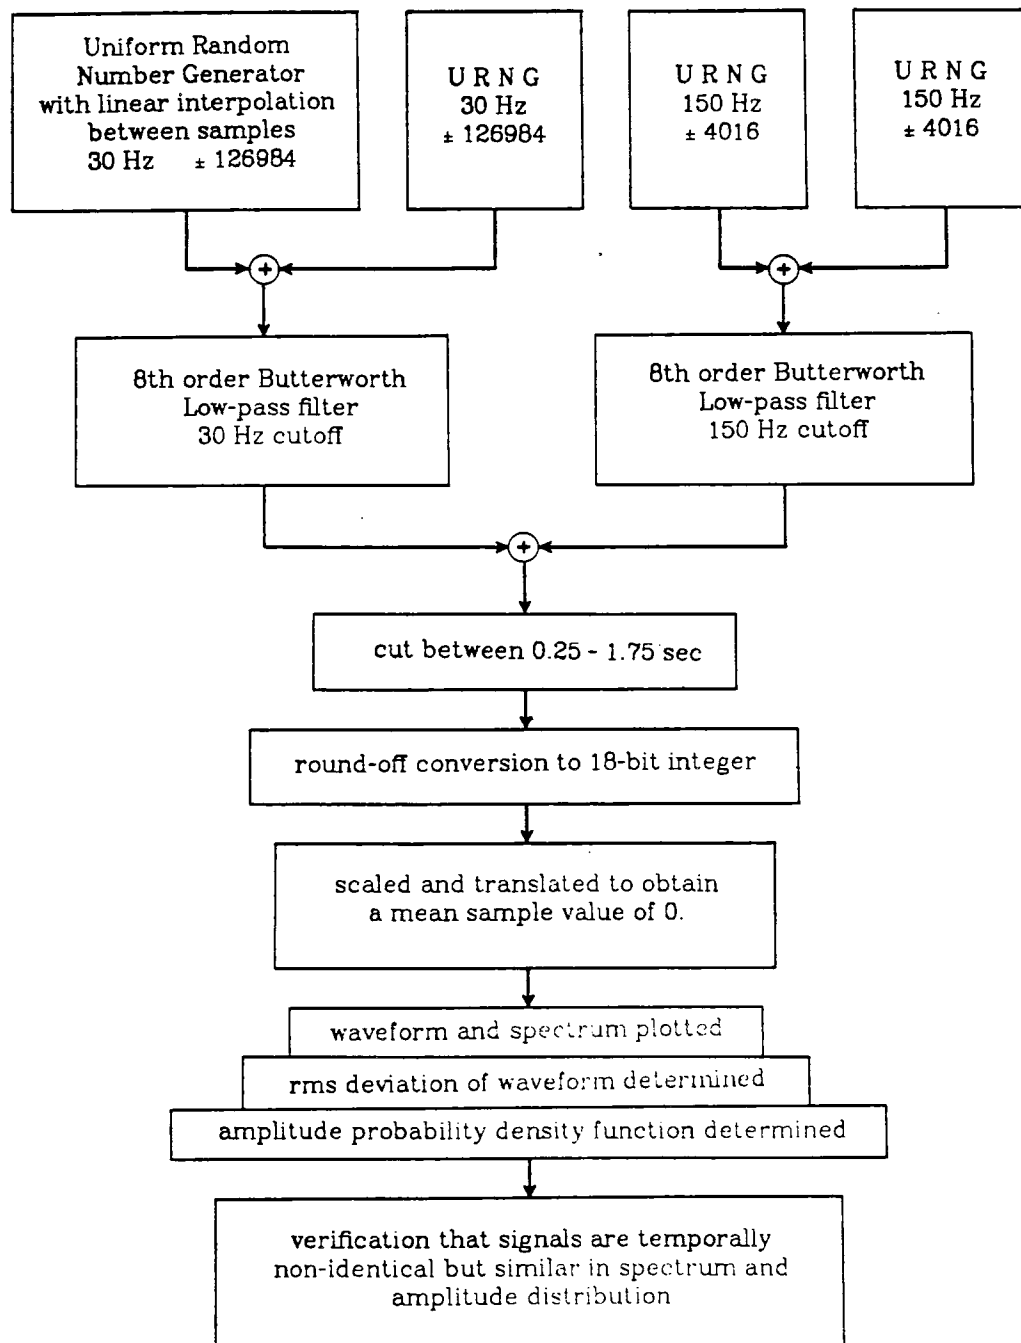 Uniform Random
Number Generator
with linear interpolation
between samples
30 Hz ± 126984
U R N G
30 Hz
± 126984
U R N G
150 Hz
± 4016
U R N G
150 Hz
± 4016
+
+
8th order Butterworth
Low-pass filter
30 Hz cutoff
8th order Butterworth
Low-pass filter
150 Hz cutoff
+
cut between 0.25 - 1.75 sec
round-off conversion to 18-bit integer
scaled and translated to obtain
a mean sample value of 0.
waveform and spectrum plotted
rms deviation of waveform determined
amplitude probability density function determined
verification that signals are temporally
non-identical but similar in spectrum and
amplitude distribution